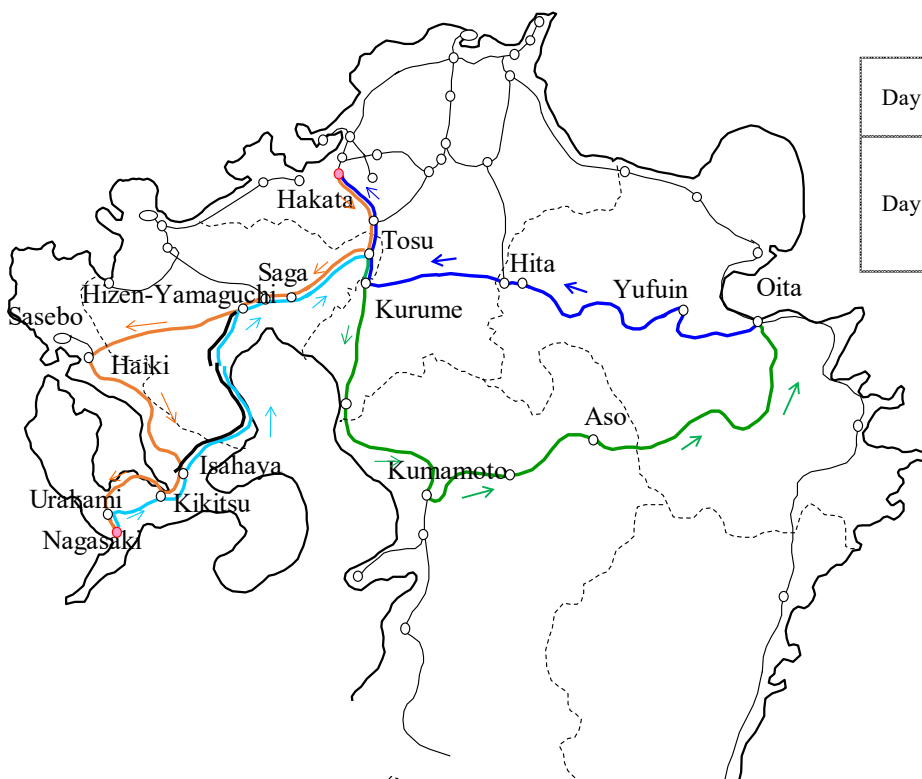 Day
Day
Hakata
Tosu
Saga
Hita
Hizen-Yamaguchi
Kurume
Yufuin
Oita
Sasebo
Haiki
Aso
Isahaya
Kumamoto
Urakami
Kikitsu
Nagasaki